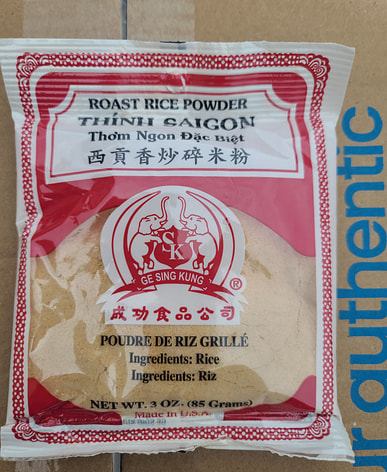 ROAST RICE POWDER
THÍNH SAIGON
Thơm Ngon Đặc Biệt
西貢香炒碎米粉
SK
GE SING KUNG
®
成功食品公司
POUDRE DE RIZ GRILLÉ
Ingredients: Rice
Ingredients: Riz
NET WT. 3 OZ. (85 Grams)
Made in U.S.A.
authentic